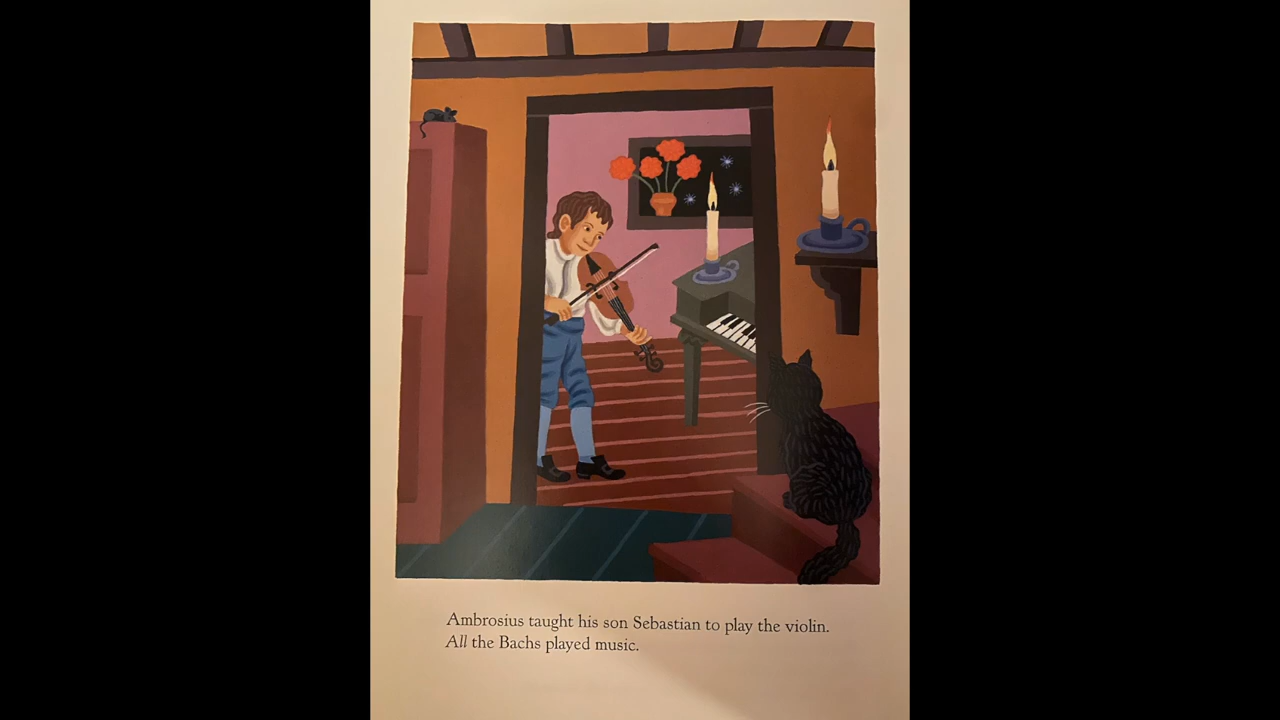 Ambrosius taught his son Sebastian to play the violin.
All the Bachs played music.